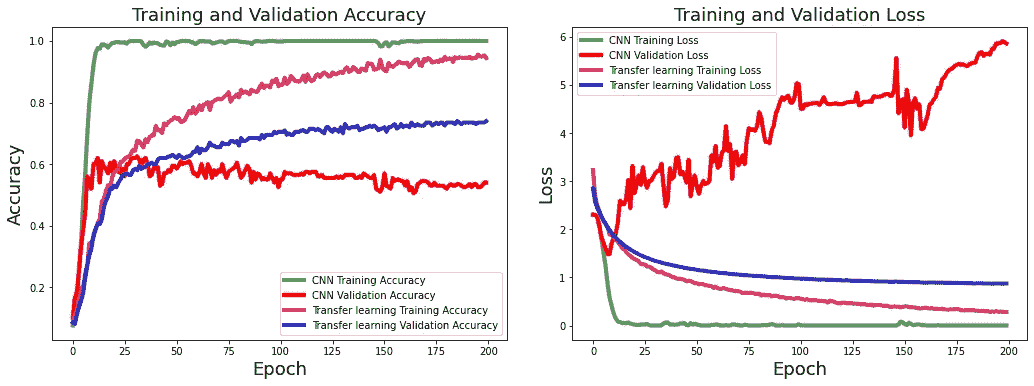 Training and Validation Accuracy
1.0
0.8
0.6
0.4
0.2
Accuracy
CNN Training Accuracy
CNN Validation Accuracy
Transfer learning Training Accuracy
Transfer learning Validation Accuracy
0 25 50 75 100 125 150 175 200
Epoch
Training and Validation Loss
6
5
4
3
2
1
0
Loss
CNN Training Loss
CNN Validation Loss
Transfer learning Training Loss
Transfer learning Validation Loss
0 25 50 75 100 125 150 175 200
Epoch